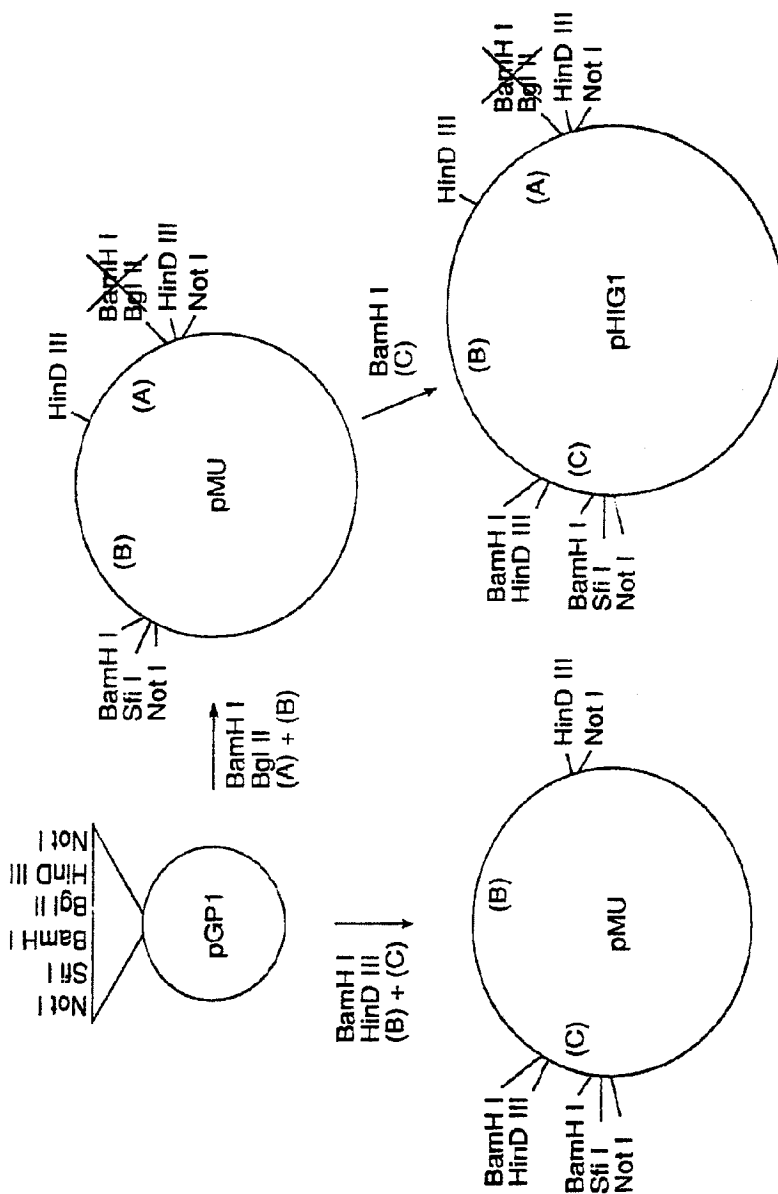 Not I
Sfi I
BamH I
Bgl II
HinD III
Not I
pGP1
BamH I
Bgl II
(A) + (B)
BamH I
Sfi I
Not I
(B)
HinD III
(A)
BamH I
Bgl II
HinD III
Not I
pMU
BamH I
HinD III
(B) + (C)
BamH I
(C)
BamH I
HinD III
(C)
BamH I
Sfi I
Not I
(B)
HinD III
Not I
pMU
BamH I
HinD III
(C)
BamH I
Sfi I
Not I
(B)
HinD III
(A)
BamH I
Bgl II
HinD III
Not I
pHIG1